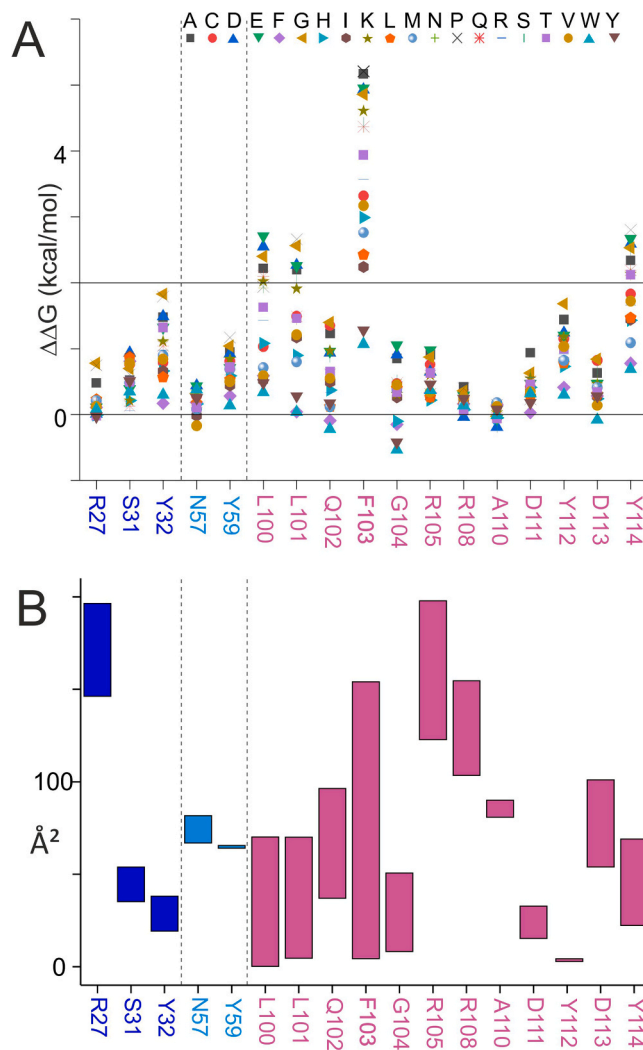 A
A C D E F G H I K L M N P Q R S T V W Y
ΔΔG (kcal/mol)
4
0
R27 S31 Y32 N57 Y59 L100 L101 Q102 F103 G104 R105 R108 A110 D111 Y112 D113 Y114
B
100
Å²
0
R27 S31 Y32 N57 Y59 L100 L101 Q102 F103 G104 R105 R108 A110 D111 Y112 D113 Y114